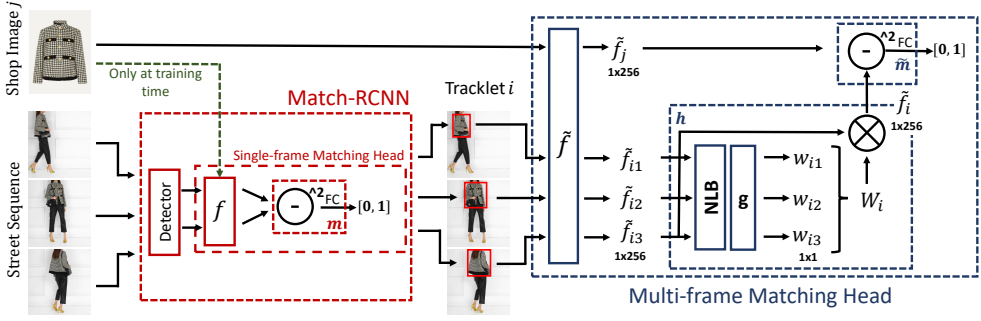 Shop Image j
Street Sequence
Only at training
time
Match-RCNN
Single-frame Matching Head
Detector
f
-
^2
FC
[0, 1]
m
Tracklet i
f̃
f̃j
1x256
f̃i1
f̃i2
f̃i3
1x256
h
NLB
g
wi1
wi2
wi3
1x1
Wi
f̃i
1x256
-
^2
FC
[0, 1]
m̃
Multi-frame Matching Head